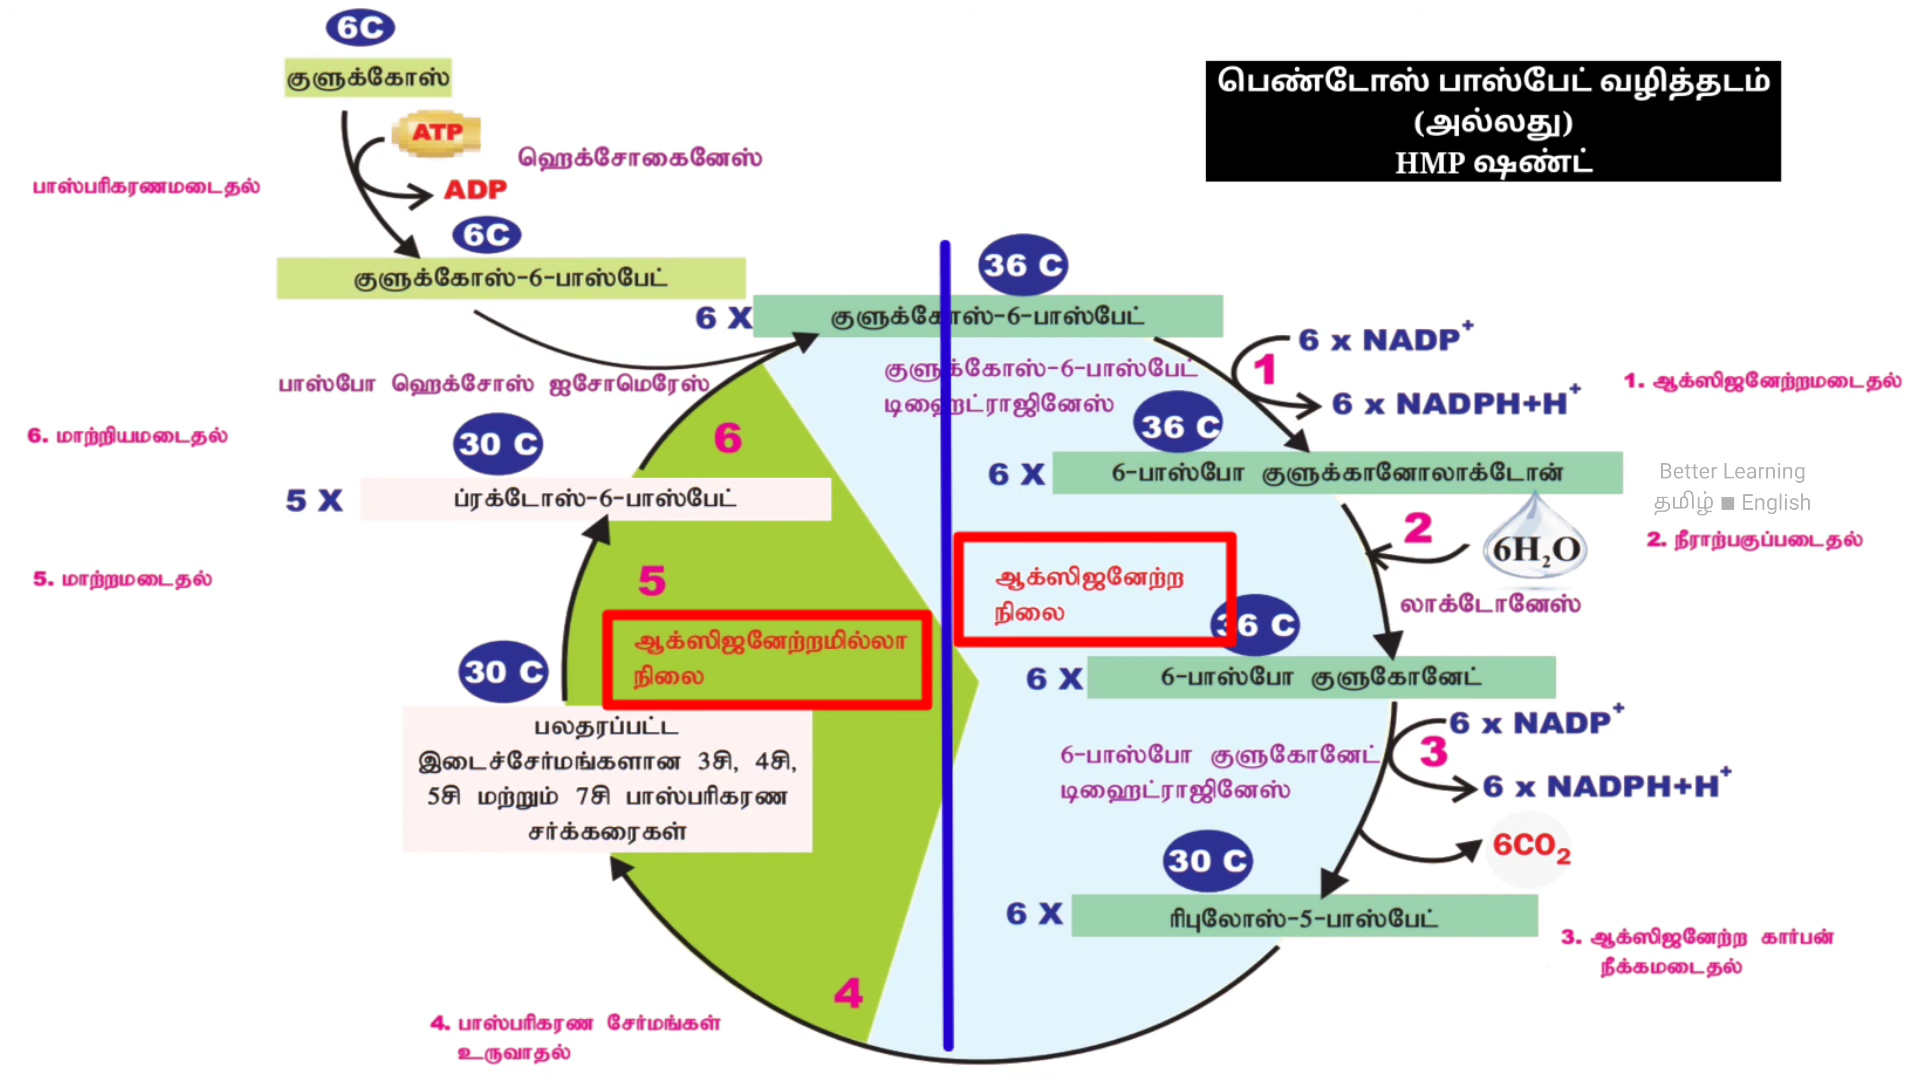 6C
குளுக்கோஸ்
ATP
ஹெக்சோகைனேஸ்
ADP
பாஸ்பரிகரணமடைதல்
6C
குளுக்கோஸ்-6-பாஸ்பேட்
பெண்டோஸ் பாஸ்பேட் வழித்தடம்
(அல்லது)
HMP ஷண்ட்
36 C
6 X குளுக்கோஸ்-6-பாஸ்பேட்
குளுக்கோஸ்-6-பாஸ்பேட்
டிஹைட்ராஜினேஸ்
6 x NADP+
1
6 x NADPH+H+
1. ஆக்ஸிஜனேற்றமடைதல்
36 C
6 X 6-பாஸ்போ குளுக்கானோலாக்டோன்
Better Learning
தமிழ் ■ English
2
6H2O
2. நீராற்பகுப்படைதல்
லாக்டோனேஸ்
ஆக்ஸிஜனேற்ற
நிலை
36 C
6 X 6-பாஸ்போ குளுகோனேட்
6 x NADP+
3
6 x NADPH+H+
6-பாஸ்போ குளுகோனேட்
டிஹைட்ராஜினேஸ்
6CO2
30 C
6 X ரிபுலோஸ்-5-பாஸ்பேட்
3. ஆக்ஸிஜனேற்ற கார்பன்
நீக்கமடைதல்
4
4. பாஸ்பரிகரண சேர்மங்கள்
உருவாதல்
30 C
பலதரப்பட்ட
இடைச்சேர்மங்களான 3சி, 4சி,
5சி மற்றும் 7சி பாஸ்பரிகரண
சர்க்கரைகள்
ஆக்ஸிஜனேற்றமில்லா
நிலை
5
5. மாற்றமடைதல்
30 C
5 X ப்ரக்டோஸ்-6-பாஸ்பேட்
6
6. மாற்றியமடைதல்
பாஸ்போ ஹெக்சோஸ் ஐசோமெரேஸ்